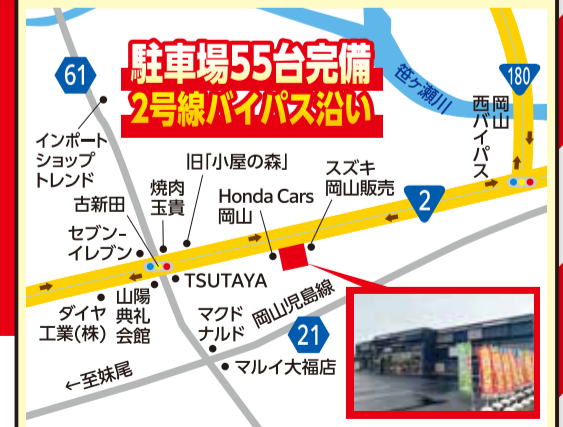 駐車場55台完備
2号線バイパス沿い
61
180
笹ヶ瀬川
岡山
西バイパス
インポート
ショップ
トレンド
旧「小屋の森」
焼肉
玉貴
古新田
スズキ
岡山販売
Honda Cars
岡山
2
セブン-
イレブン
TSUTAYA
山陽
典礼
会館
ダイヤ
工業(株)
マクド
ナルド
岡山児島線
21
マルイ大福店
←至妹尾